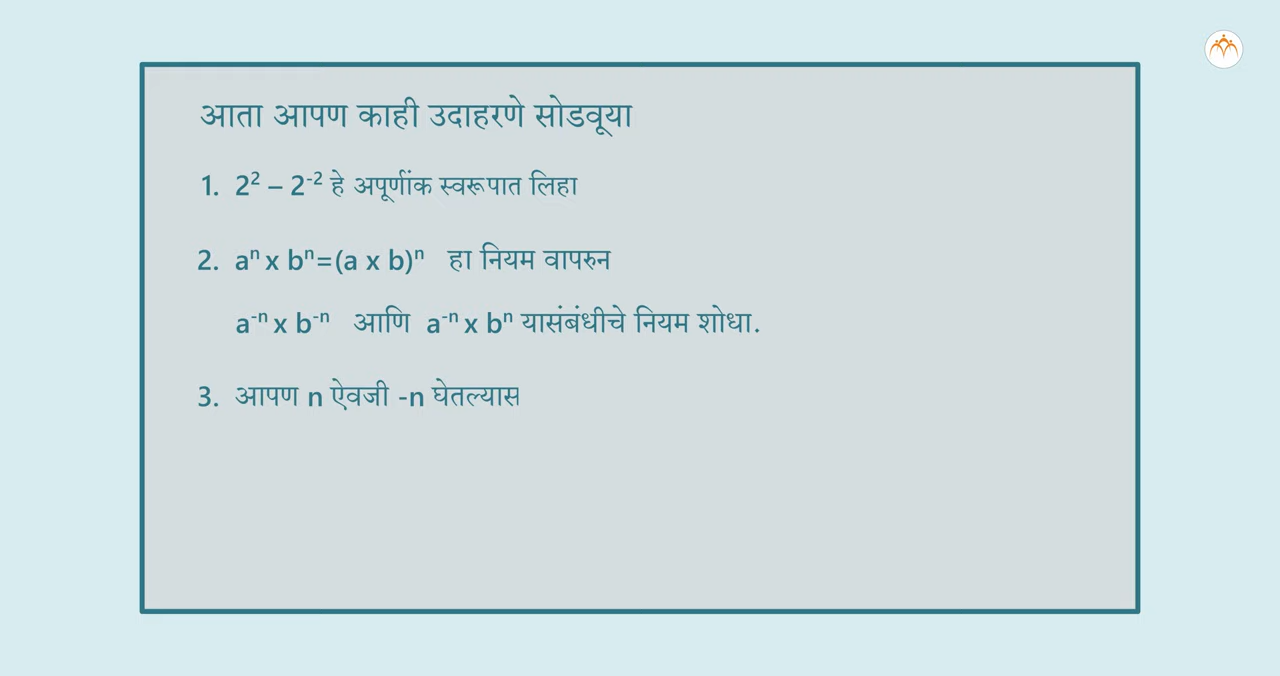 आता आपण काही उदाहरणे सोडवूया
1. 2² – 2⁻² हे अपूर्णांक स्वरूपात लिहा
2. aⁿ x bⁿ=(a x b)ⁿ हा नियम वापरुन
a⁻ⁿ x b⁻ⁿ आणि a⁻ⁿ x bⁿ यासंबंधीचे नियम शोधा.
3. आपण n ऐवजी -n घेतल्यास